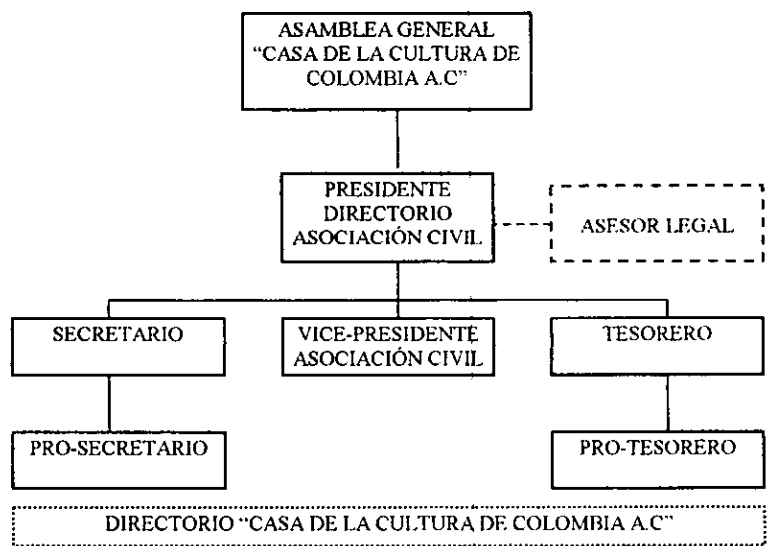 ASAMBLEA GENERAL
“CASA DE LA CULTURA DE
COLOMBIA A.C”
PRESIDENTE
DIRECTORIO
ASOCIACIÓN CIVIL
ASESOR LEGAL
SECRETARIO
VICE-PRESIDENTE
ASOCIACIÓN CIVIL
TESORERO
PRO-SECRETARIO
PRO-TESORERO
DIRECTORIO “CASA DE LA CULTURA DE COLOMBIA A.C”